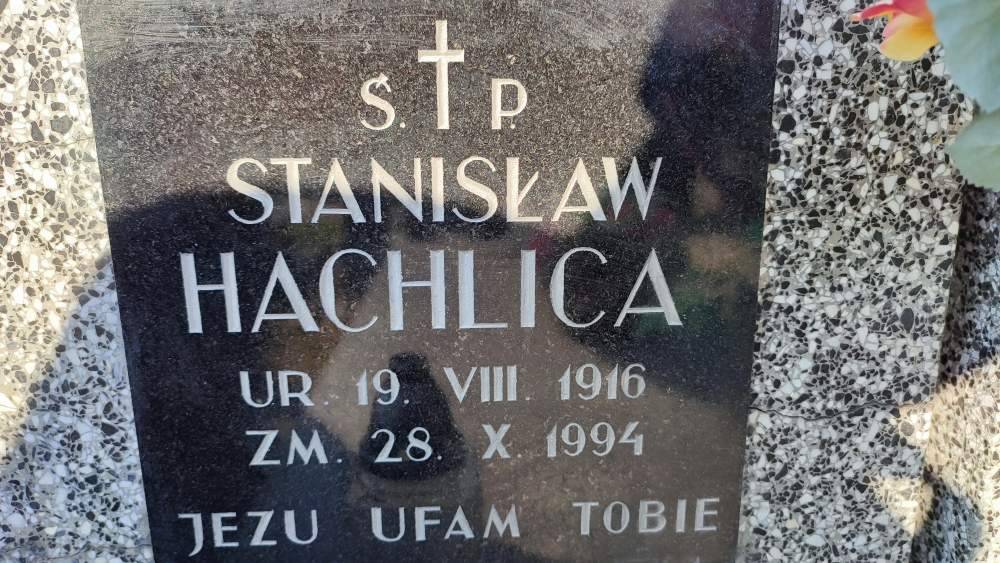 Ś. P.
STANISŁAW
HACHLICA
UR. 19. VIII. 1916
ZM. 28. X. 1994
JEZU UFAM TOBIE